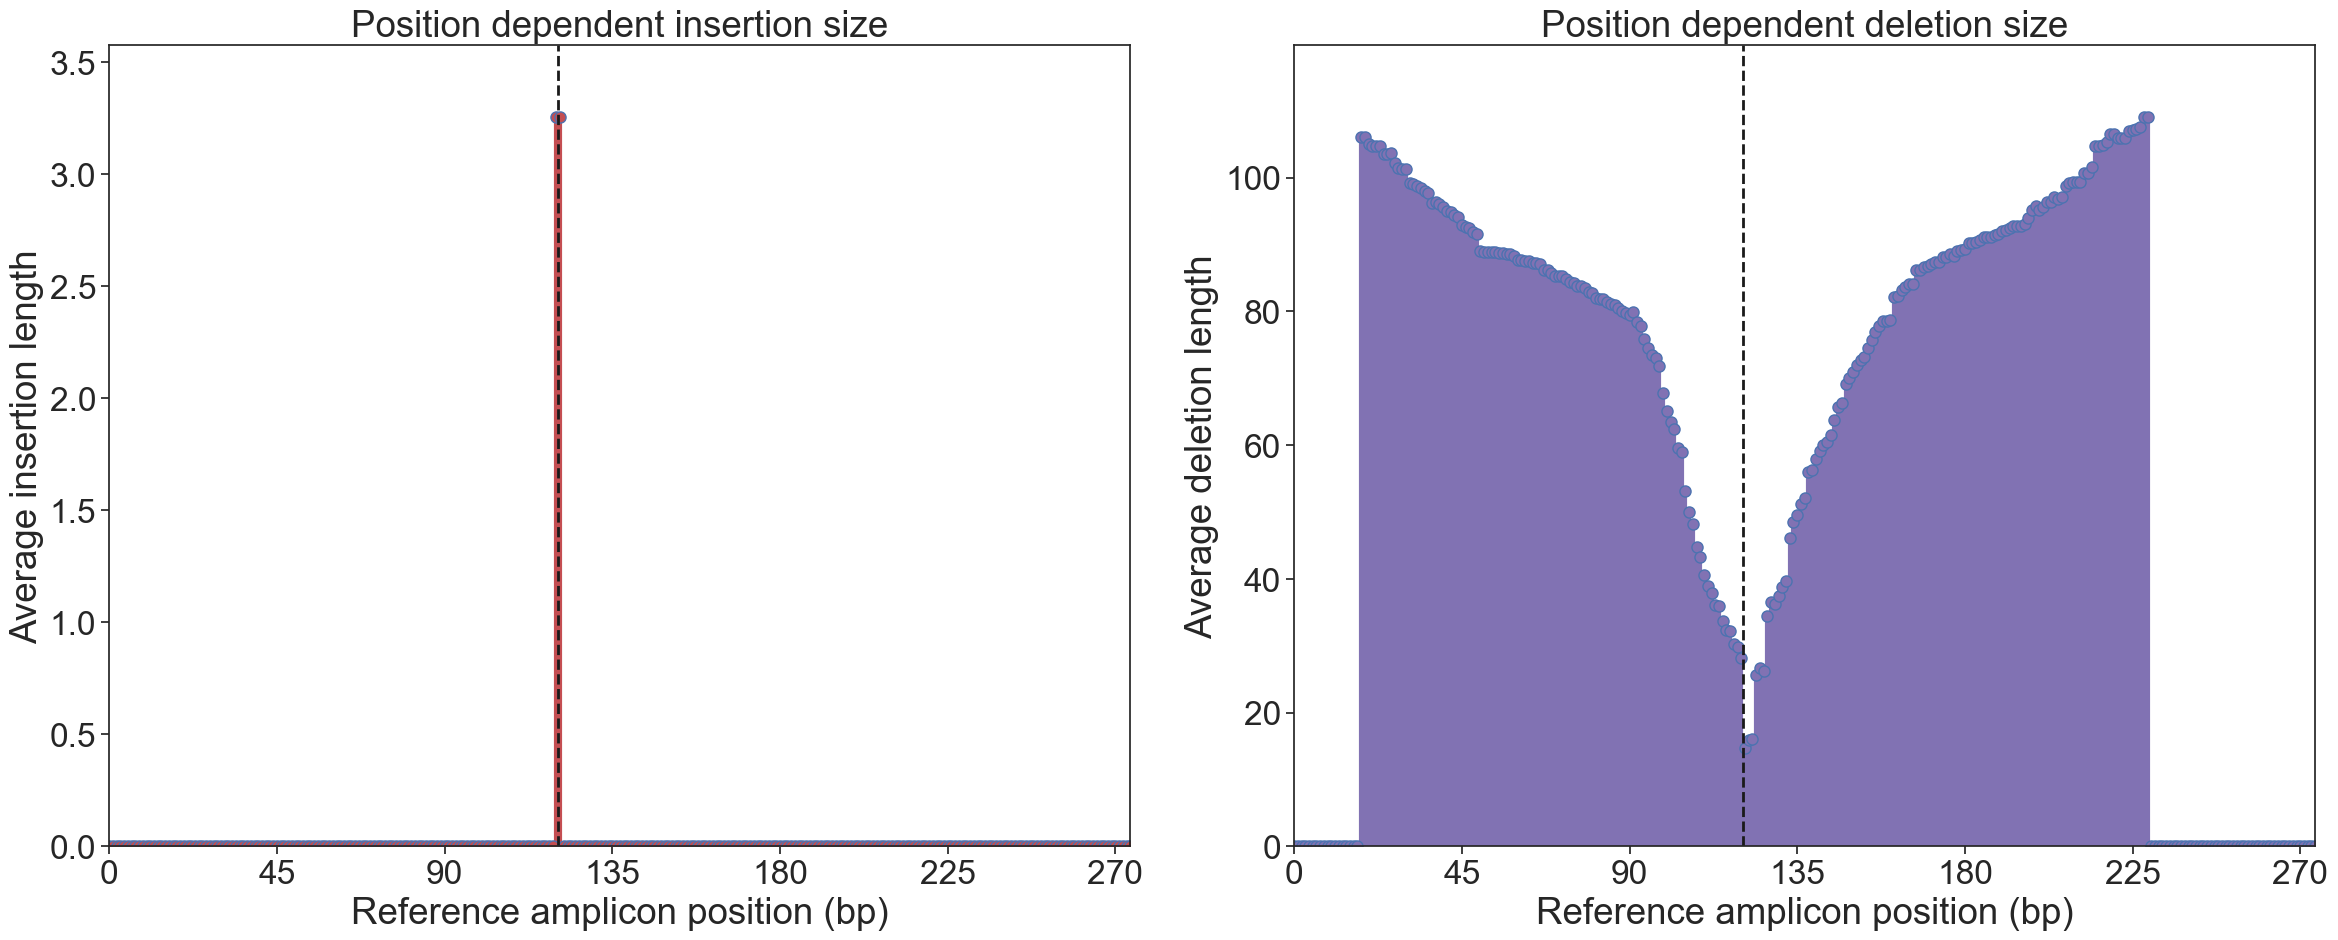 Position dependent insertion size
Average insertion length
3.5
3.0
2.5
2.0
1.5
1.0
0.5
0.0
0 45 90 135 180 225 270
Reference amplicon position (bp)
Position dependent deletion size
Average deletion length
100
80
60
40
20
0
0 45 90 135 180 225 270
Reference amplicon position (bp)